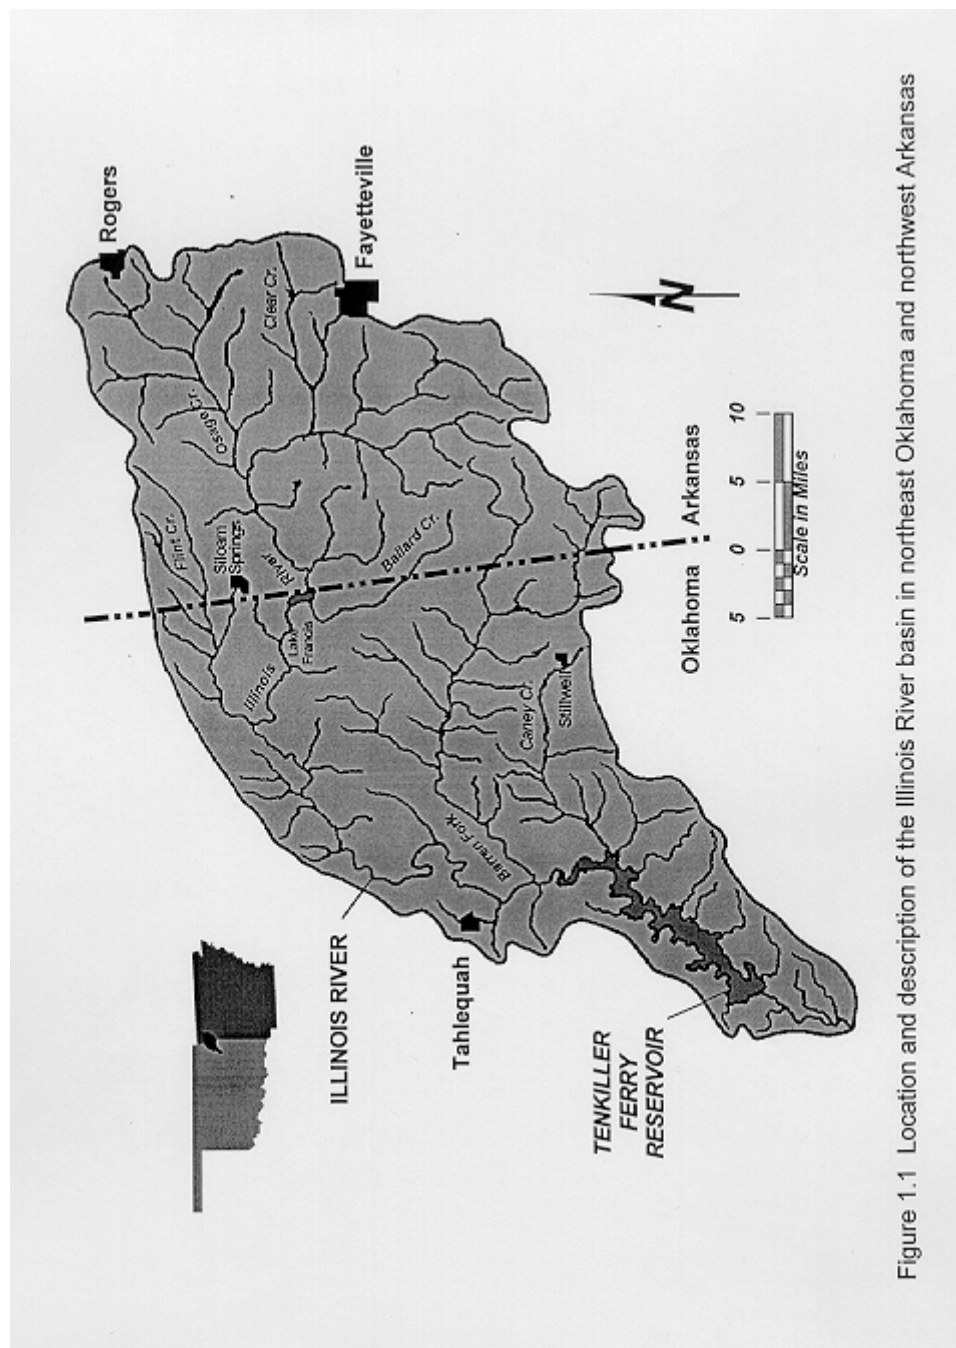 Rogers
Fayetteville
Clear Cr.
Osage Cr.
Flint Cr.
Siloam
Springs
River
Ballard Cr.
Lake
Francis
Illinois
Caney Cr.
Stillwell
Barren Fork
ILLINOIS RIVER
Tahlequah
TENKILLER
FERRY
RESERVOIR
N
Oklahoma Arkansas
5 0 5 10
Scale in Miles
Figure 1.1 Location and description of the Illinois River basin in northeast Oklahoma and northwest Arkansas